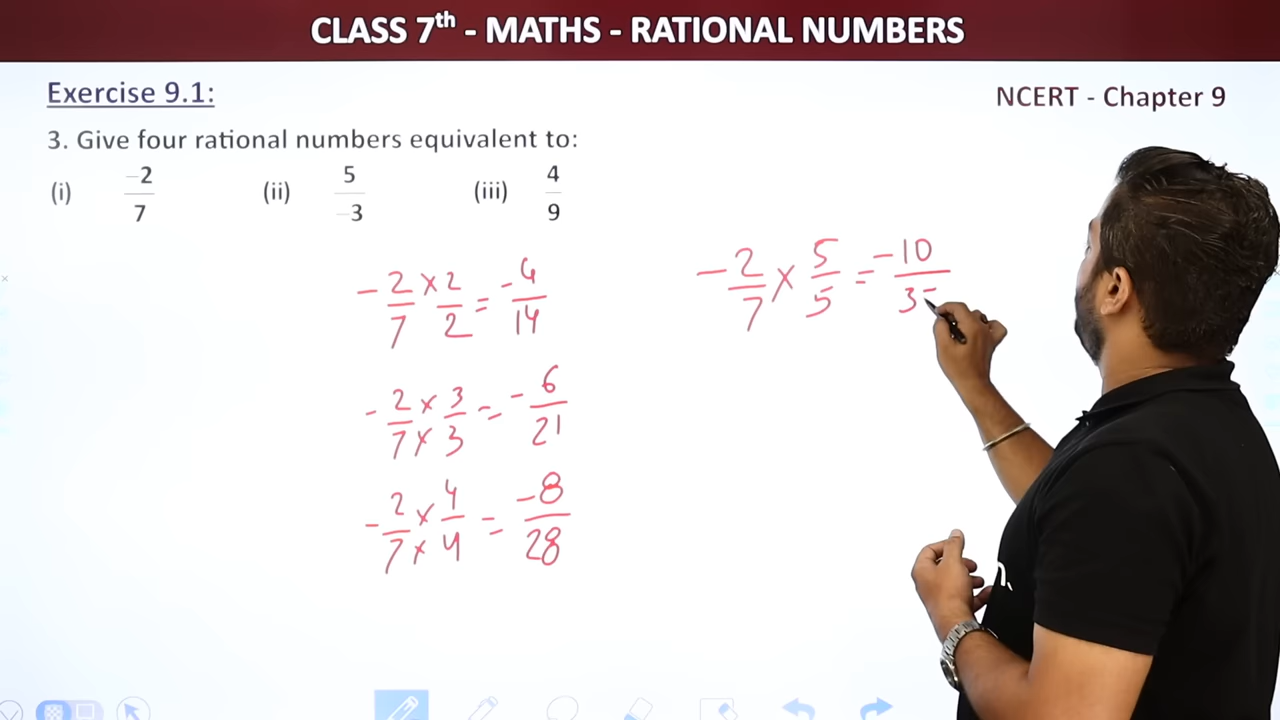 CLASS 7th - MATHS - RATIONAL NUMBERS
Exercise 9.1:
NCERT - Chapter 9
3. Give four rational numbers equivalent to:
(i) -2/7 (ii) 5/-3 (iii) 4/9
-2/7 × 2/2 = -4/14
-2/7 × 3/3 = -6/21
-2/7 × 4/4 = -8/28
-2/7 × 5/5 = -10/35